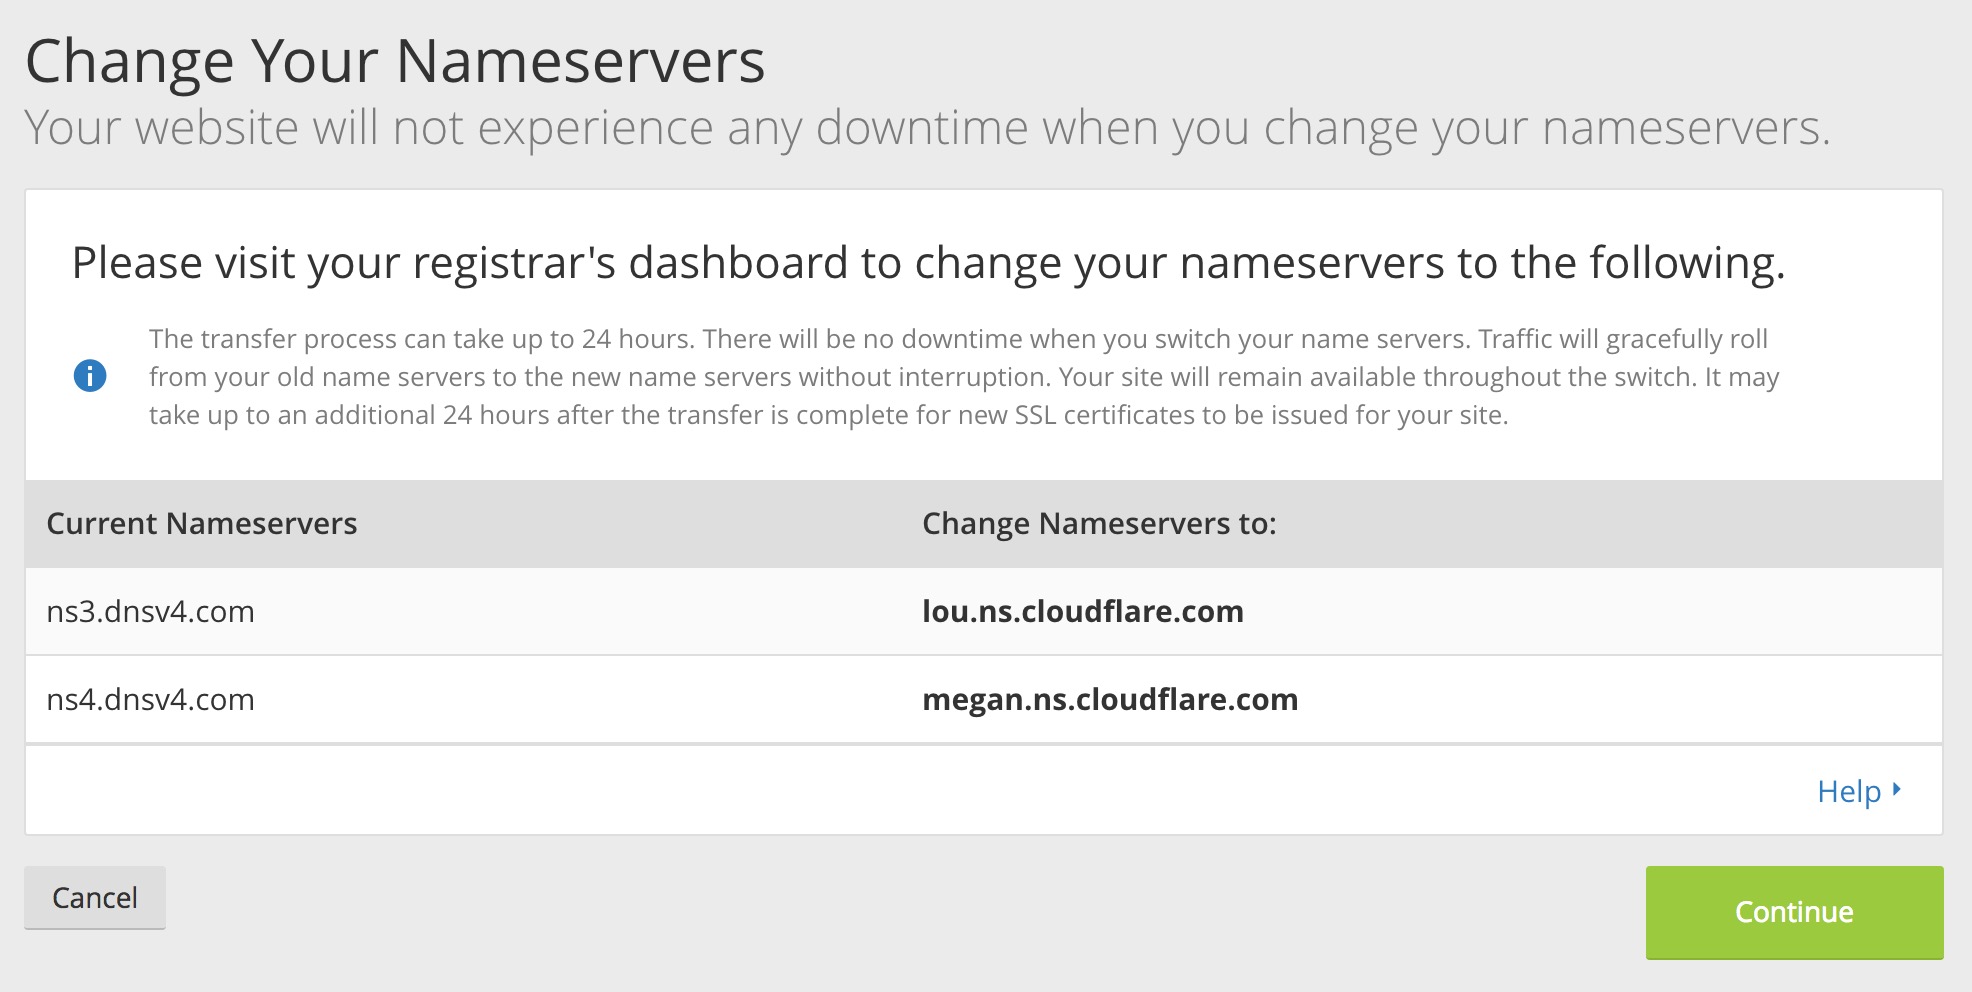 Change Your Nameservers
Your website will not experience any downtime when you change your nameservers.
Please visit your registrar's dashboard to change your nameservers to the following.
The transfer process can take up to 24 hours. There will be no downtime when you switch your name servers. Traffic will gracefully roll
from your old name servers to the new name servers without interruption. Your site will remain available throughout the switch. It may
take up to an additional 24 hours after the transfer is complete for new SSL certificates to be issued for your site.
Current Nameservers Change Nameservers to:
ns3.dnsv4.com lou.ns.cloudflare.com
ns4.dnsv4.com megan.ns.cloudflare.com
Help
Cancel Continue